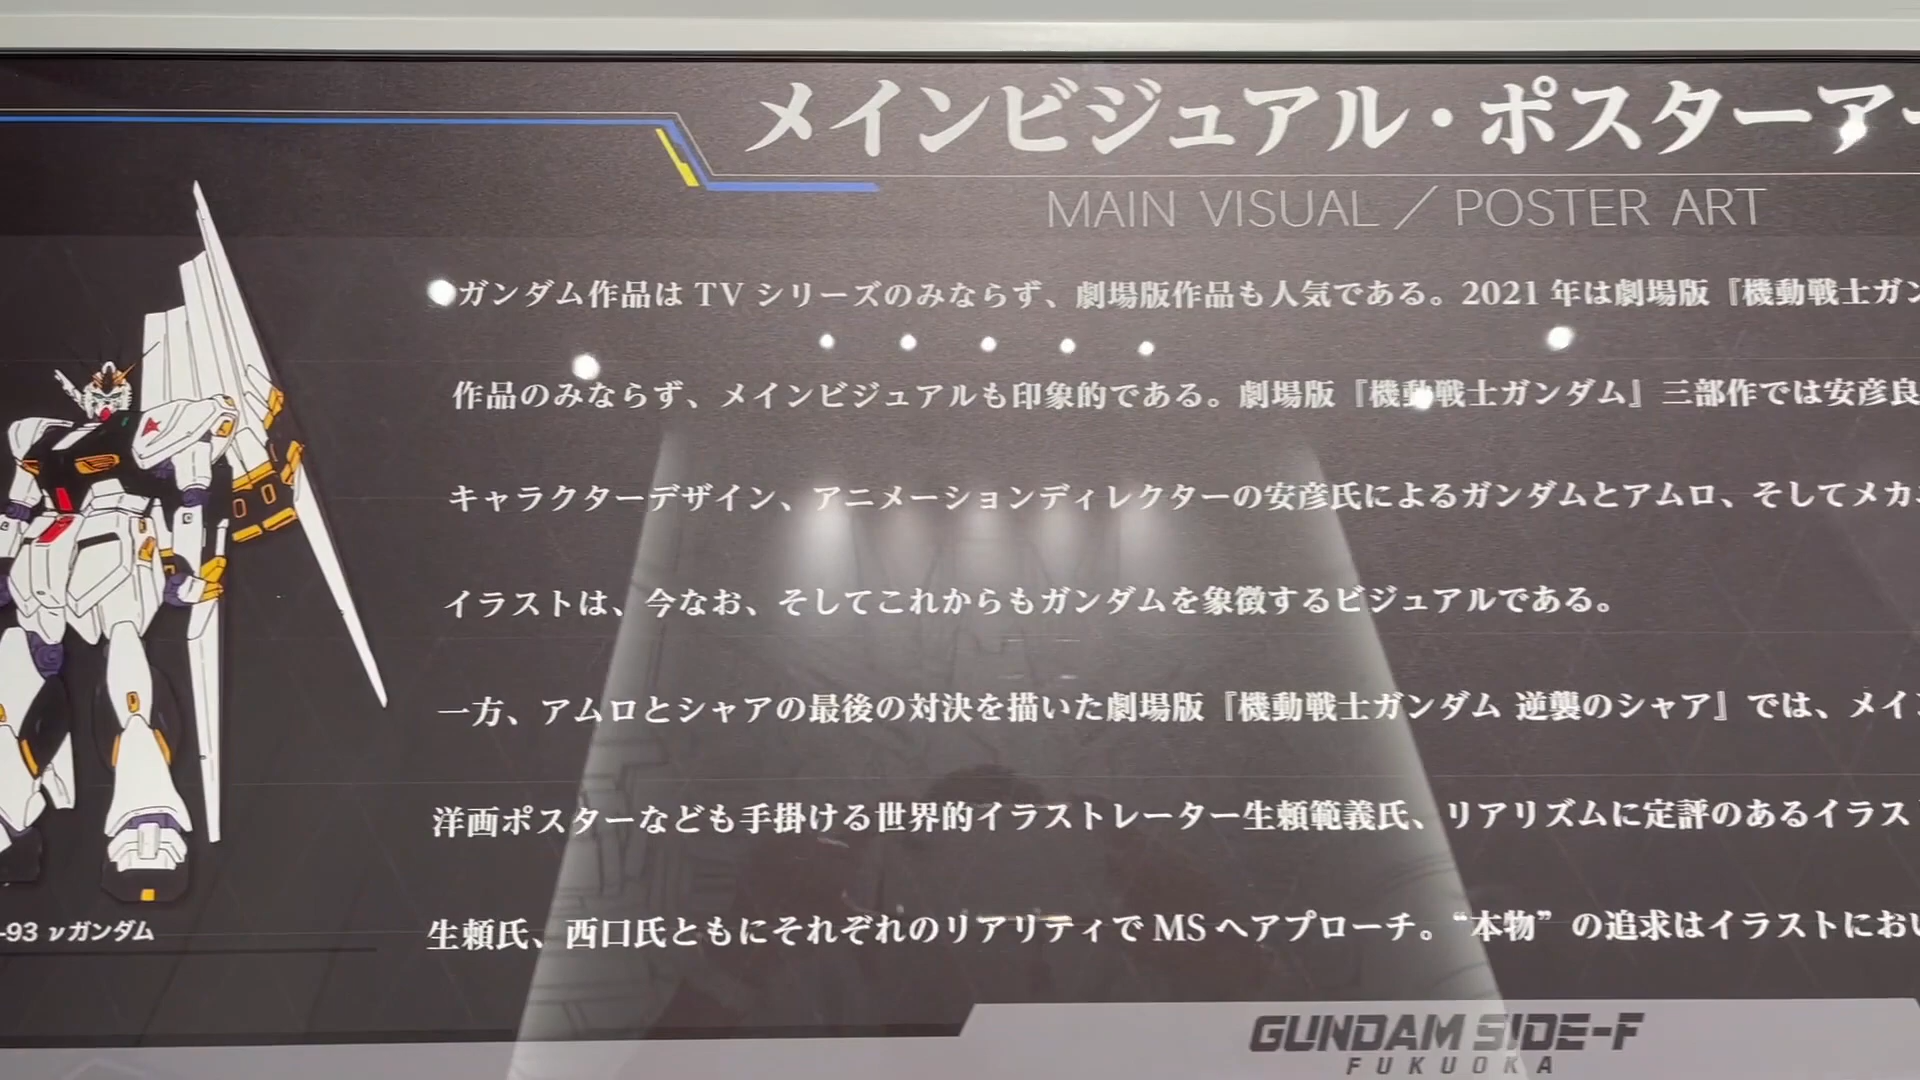 メインビジュアル・ポスターアー
MAIN VISUAL／POSTER ART
ガンダム作品は TV シリーズのみならず、劇場版作品も人気である。2021 年は劇場版『機動戦士ガン
作品のみならず、メインビジュアルも印象的である。劇場版『機動戦士ガンダム』三部作では安彦良
キャラクターデザイン、アニメーションディレクターの安彦氏によるガンダムとアムロ、そしてメカ
イラストは、今なお、そしてこれからもガンダムを象徴するビジュアルである。
一方、アムロとシャアの最後の対決を描いた劇場版『機動戦士ガンダム 逆襲のシャア』では、メイン
洋画ポスターなども手掛ける世界的イラストレーター生頼範義氏、リアリズムに定評のあるイラスト
生頼氏、西口氏ともにそれぞれのリアリティで MS へアプローチ。“本物” の追求はイラストにおい
-93 νガンダム
GUNDAM SIDE-F
FUKUOKA